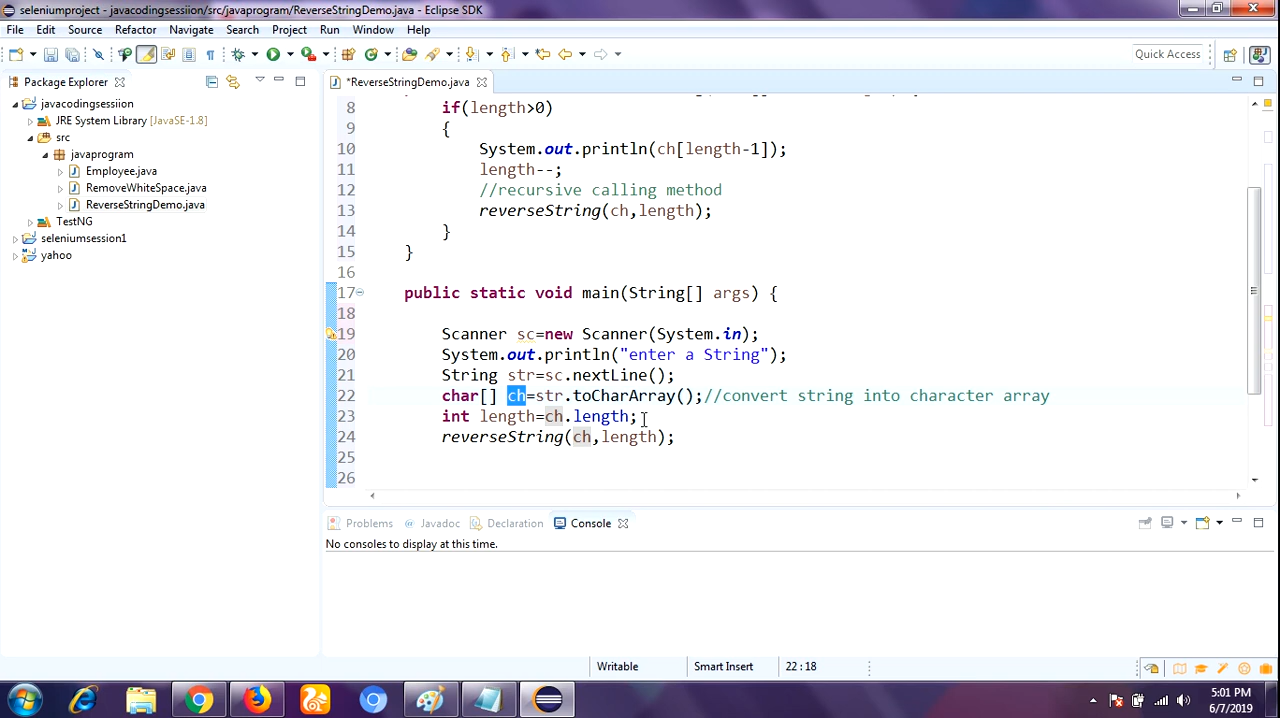 seleniumproject - javacodingsessiion/src/javaprogram/ReverseStringDemo.java - Eclipse SDK
File Edit Source Refactor Navigate Search Project Run Window Help
Quick Access
Package Explorer
*ReverseStringDemo.java
javacodingsessiion
JRE System Library [JavaSE-1.8]
src
javaprogram
Employee.java
RemoveWhiteSpace.java
ReverseStringDemo.java
TestNG
seleniumsession1
yahoo
8 if(length>0)
9 {
10 System.out.println(ch[length-1]);
11 length--;
12 //recursive calling method
13 reverseString(ch,length);
14 }
15 }
16
17 public static void main(String[] args) {
18
19 Scanner sc=new Scanner(System.in);
20 System.out.println("enter a String");
21 String str=sc.nextLine();
22 char[] ch=str.toCharArray();//convert string into character array
23 int length=ch.length;
24 reverseString(ch,length);
25
26
Problems @ Javadoc Declaration Console
No consoles to display at this time.
Writable Smart Insert 22 : 18
5:01 PM
6/7/2019